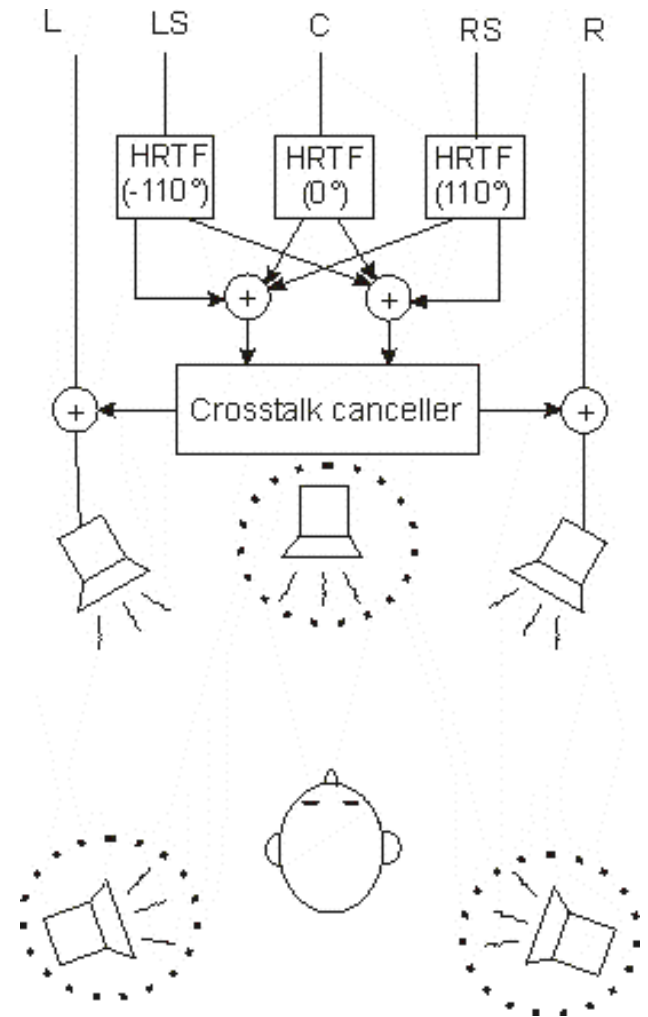 L LS C RS R
HRTF HRTF HRTF
(-110°) (0°) (110°)
+ +
+ Crosstalk canceller +